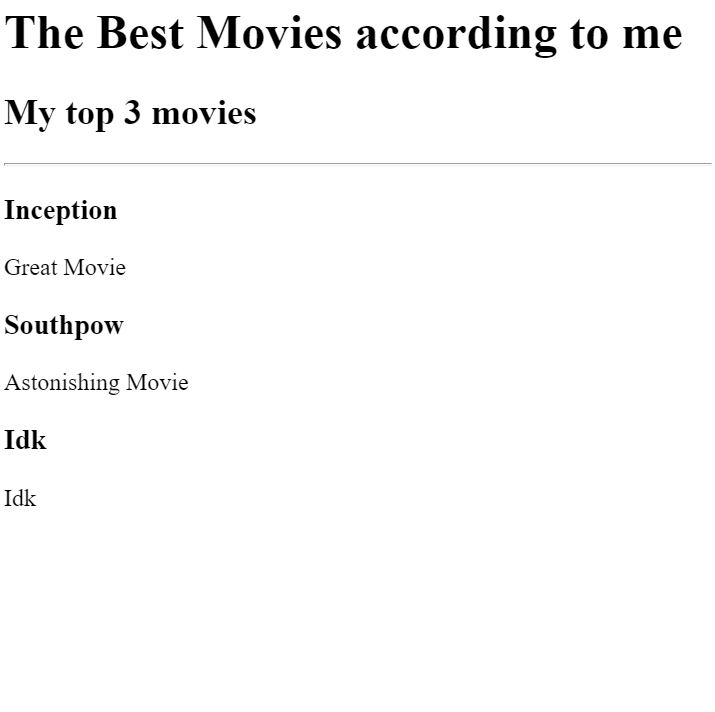 The Best Movies according to me
My top 3 movies
Inception
Great Movie
Southpow
Astonishing Movie
Idk
Idk